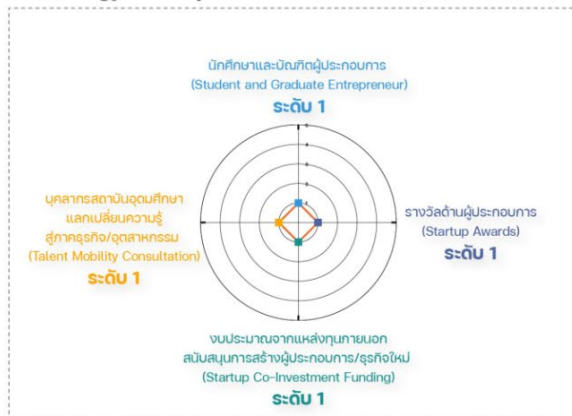 นักศึกษาและบัณฑิตผู้ประกอบการ
(Student and Graduate Entrepreneur)
ระดับ 1
บุคลากรสถาบันอุดมศึกษา
แลกเปลี่ยนความรู้
สู่ภาคธุรกิจ/อุตสาหกรรม
(Talent Mobility Consultation)
ระดับ 1
รางวัลด้านผู้ประกอบการ
(Startup Awards)
ระดับ 1
งบประมาณจากแหล่งทุนภายนอก
สนับสนุนการสร้างผู้ประกอบการ/ธุรกิจใหม่
(Startup Co-Investment Funding)
ระดับ 1